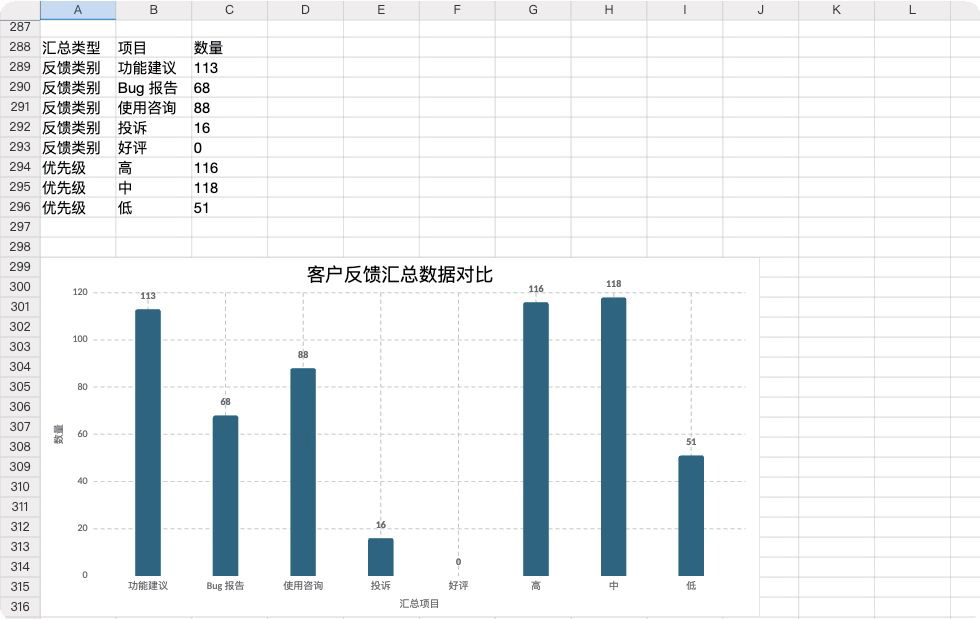 A B C D E F G H I J K L
287
288 汇总类型 项目 数量
289 反馈类别 功能建议 113
290 反馈类别 Bug 报告 68
291 反馈类别 使用咨询 88
292 反馈类别 投诉 16
293 反馈类别 好评 0
294 优先级 高 116
295 优先级 中 118
296 优先级 低 51
297
298
299
300
301
302
303
304
305
306
307
308
309
310
311
312
313
314
315
316
客户反馈汇总数据对比
数量
120
100
80
60
40
20
0
113 68 88 16 0 116 118 51
功能建议 Bug 报告 使用咨询 投诉 好评 高 中 低
汇总项目